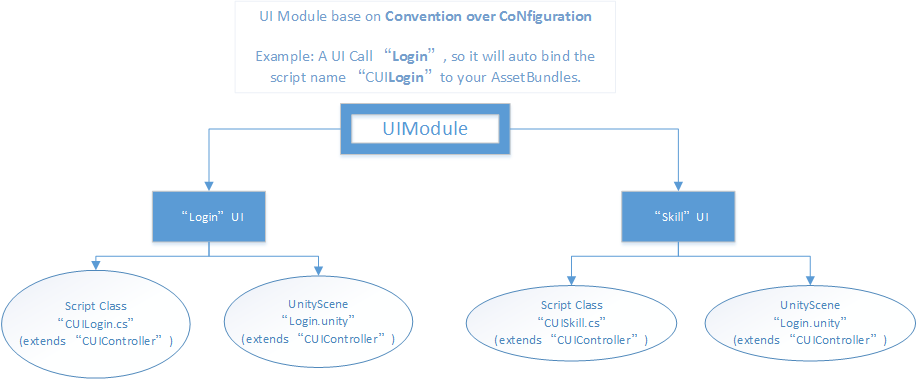 UI Module base on Convention over CoNfiguration
Example: A UI Call “Login”, so it will auto bind the
script name “CUILogin” to your AssetBundles.
UIModule
“Login” UI
“Skill” UI
Script Class
“CUILogin.cs”
(extends “CUIController”)
UnityScene
“Login.unity”
(extends “CUIController”)
Script Class
“CUISkill.cs”
(extends “CUIController”)
UnityScene
“Login.unity”
(extends “CUIController”)